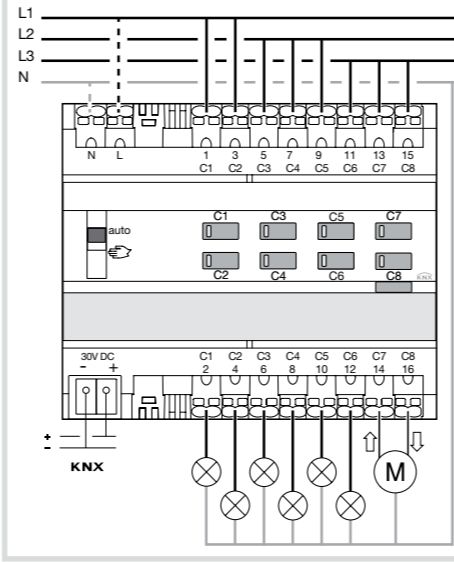 L1
L2
L3
N
N L 1 3 5 7 9 11 13 15
C1 C2 C3 C4 C5 C6 C7 C8
C1 C3 C5 C7
auto
C2 C4 C6 C8 KNX
30V DC C1 C2 C3 C4 C5 C6 C7 C8
- + 2 4 6 8 10 12 14 16
+
-
KNX
M